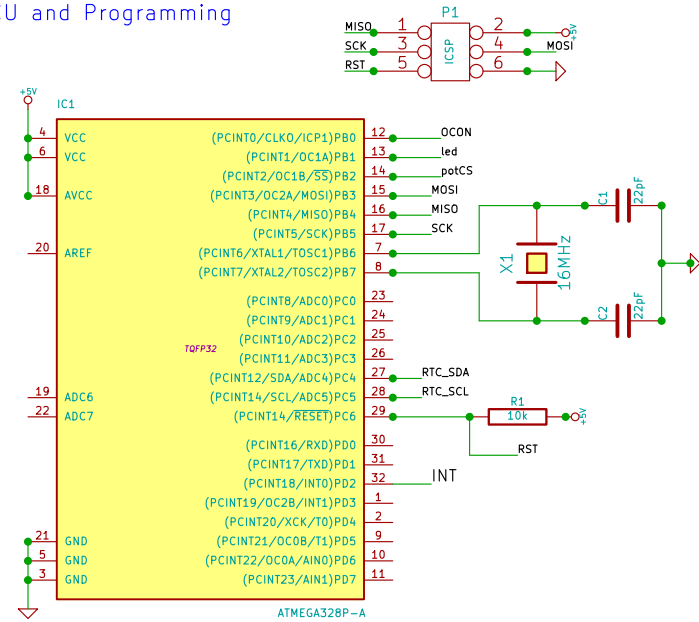 CU and Programming
P1
MISO 1 2 +5V
SCK 3 ICSP 4 MOSI
RST 5 6
+5V
IC1
4 VCC (PCINT0/CLKO/ICP1)PB0 12 OCON
6 VCC (PCINT1/OC1A)PB1 13 led
(PCINT2/OC1B/SS)PB2 14 potCS
18 AVCC (PCINT3/OC2A/MOSI)PB3 15 MOSI
(PCINT4/MISO)PB4 16 MISO
(PCINT5/SCK)PB5 17 SCK
20 AREF (PCINT6/XTAL1/TOSC1)PB6 7
(PCINT7/XTAL2/TOSC2)PB7 8
C1 22pF
X1 16MHz
C2 22pF
(PCINT8/ADC0)PC0 23
(PCINT9/ADC1)PC1 24
(PCINT10/ADC2)PC2 25
TQFP32
(PCINT11/ADC3)PC3 26
(PCINT12/SDA/ADC4)PC4 27 RTC_SDA
19 ADC6 (PCINT14/SCL/ADC5)PC5 28 RTC_SCL
22 ADC7 (PCINT14/RESET)PC6 29 R1 10k +5V
RST
(PCINT16/RXD)PD0 30
(PCINT17/TXD)PD1 31
(PCINT18/INT0)PD2 32 INT
(PCINT19/OC2B/INT1)PD3 1
(PCINT20/XCK/T0)PD4 2
21 GND (PCINT21/OC0B/T1)PD5 9
5 GND (PCINT22/OC0A/AIN0)PD6 10
3 GND (PCINT23/AIN1)PD7 11
ATMEGA328P-A